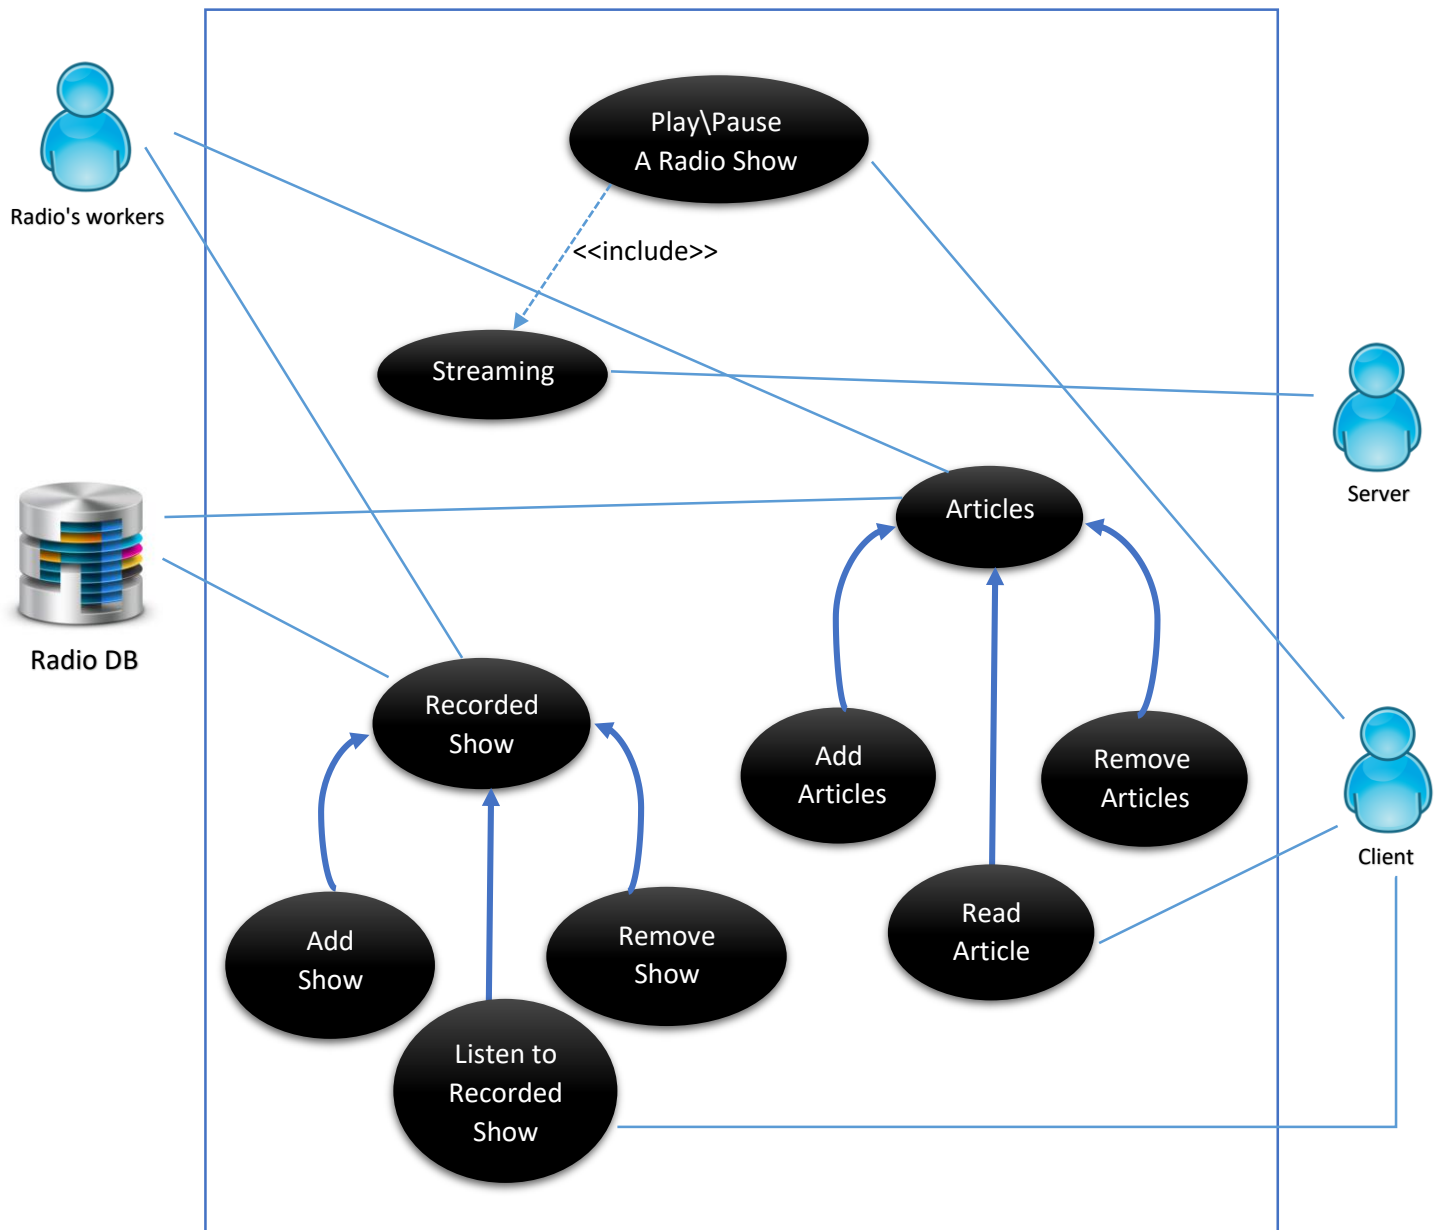 Play\Pause
A Radio Show
Radio's workers
<<include>>
Streaming
Server
Articles
Radio DB
Recorded
Show
Add
Articles
Remove
Articles
Client
Read
Article
Add
Show
Remove
Show
Listen to
Recorded
Show